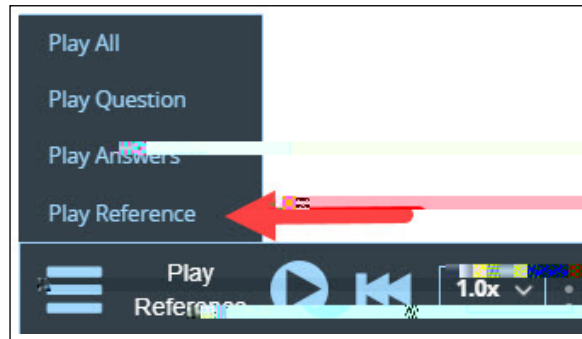 Play All
Play Question
Play Answers
Play Reference
Play
Reference
1.0x